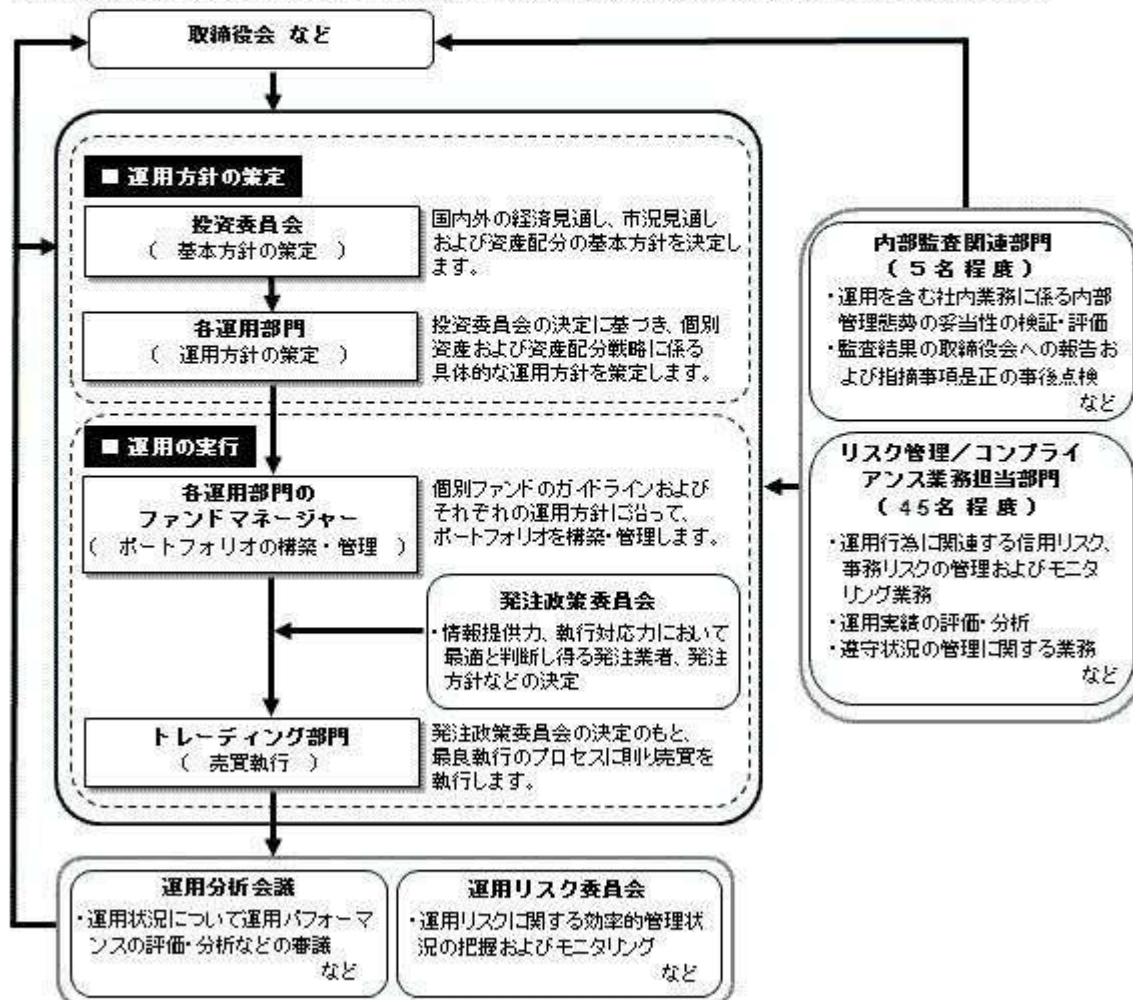 取締役会 など
■ 運用方針の策定
投資委員会
( 基本方針の策定 )
国内外の経済見通し、市況見通し
および資産配分の基本方針を決定し
ます。
各運用部門
( 運用方針の策定 )
投資委員会の決定に基づき、個別
資産および資産配分戦略に係る
具体的な運用方針を策定します。
■ 運用の実行
各運用部門の
ファンドマネージャー
( ポートフォリオの構築・管理 )
個別ファンドのガイドラインおよび
それぞれの運用方針に沿って、
ポートフォリオを構築・管理します。
発注政策委員会
・情報提供力、執行対応力において
最適と判断し得る発注業者、発注
方針などの決定
トレーディング部門
( 売買執行 )
発注政策委員会の決定のもと、
最良執行のプロセスに則り売買を
執行します。
内部監査関連部門
( 5名程度 )
・運用を含む社内業務に係る内部
管理態勢の妥当性の検証・評価
・監査結果の取締役会への報告お
よび指摘事項是正の事後点検
など
リスク管理/コンプライ
アンス業務担当部門
( 45名程度 )
・運用行為に関連する信用リスク、
事務リスクの管理およびモニタ
リング業務
・運用実績の評価・分析
・遵守状況の管理に関する業務
など
運用分析会議
・運用状況について運用パフォーマ
ンスの評価・分析などの審議
など
運用リスク委員会
・運用リスクに関する効率的管理状
況の把握およびモニタリング
など